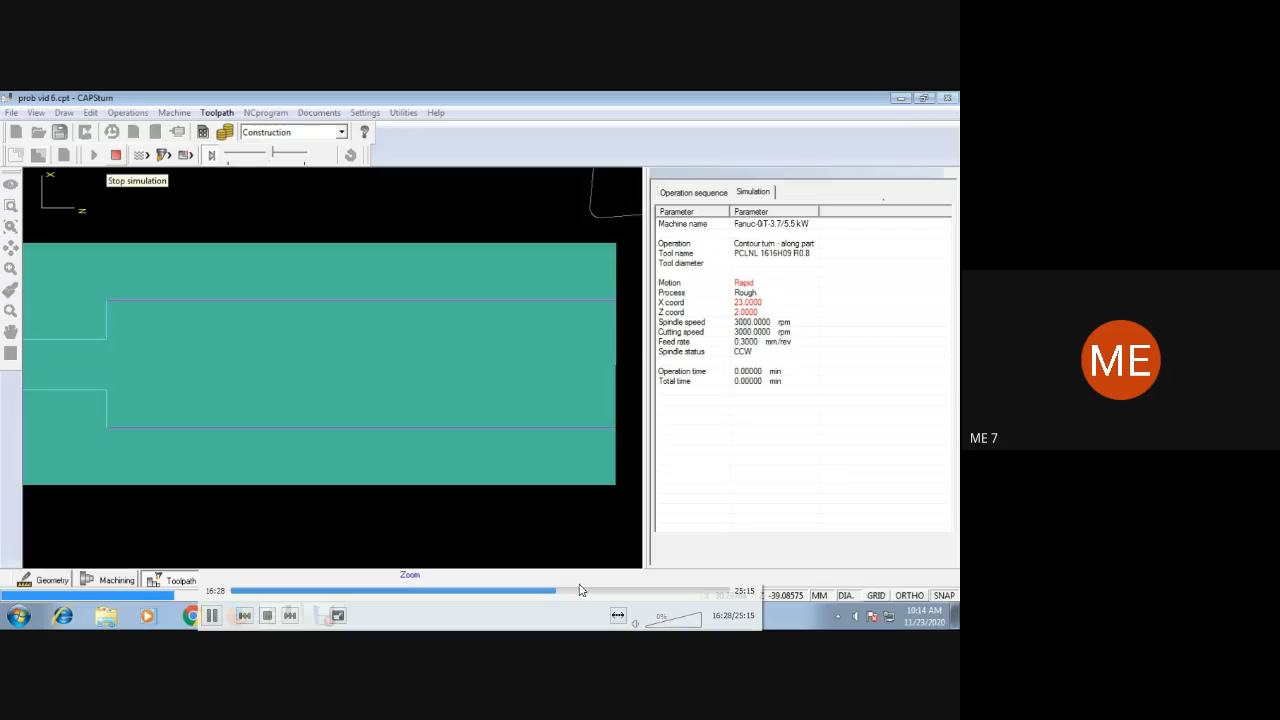 prob vid 6.cpt - CAPSturn
File View Draw Edit Operations Machine Toolpath NCprogram Documents Settings Utilities Help
Construction
Stop simulation
X
Z
Operation sequence Simulation
Parameter Parameter
Machine name Fanuc-0iT-3.7/5.5 kW
Operation Contour turn - along part
Tool name PCLNL 1616H09 R0.8
Tool diameter
Motion Rapid
Process Rough
X coord 23.0000
Z coord 2.0000
Spindle speed 3000.0000 rpm
Cutting speed 3000.0000 rpm
Feed rate 0.3000 mm/rev
Spindle status CCW
Operation time 0.00000 min
Total time 0.00000 min
ME
ME 7
Geometry Machining Toolpath
Zoom
16:28 25:15
-39.08575 MM DIA. GRID ORTHO SNAP
0% 16:28/25:15
10:14 AM
11/23/2020